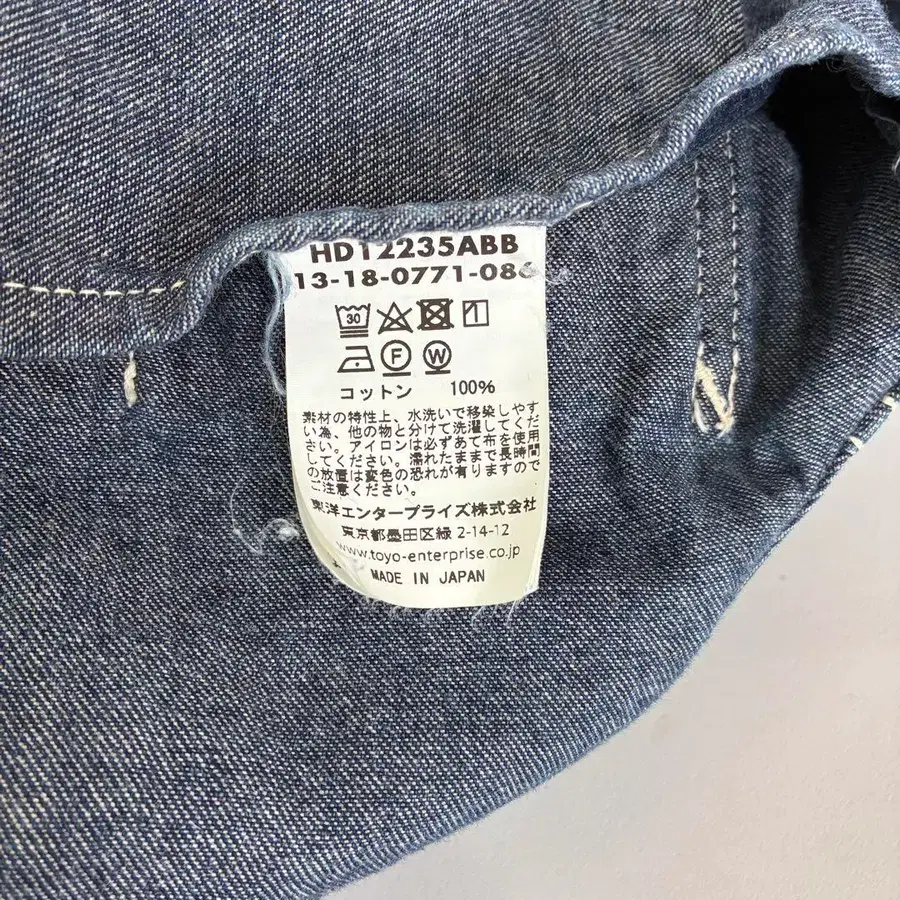 HD12235ABB
13-18-0771-086
30
F W
コットン 100%
素材の特性上、水洗いで移染しやす
い為、他の物と分けて洗濯してくだ
さい。アイロンは必ずあて布を使用
してください。濡れたままで長時間
の放置は変色の恐れが有りますので
ご注意ください。
東洋エンタープライズ株式会社
東京都墨田区緑 2-14-12
www.toyo-enterprise.co.jp
MADE IN JAPAN